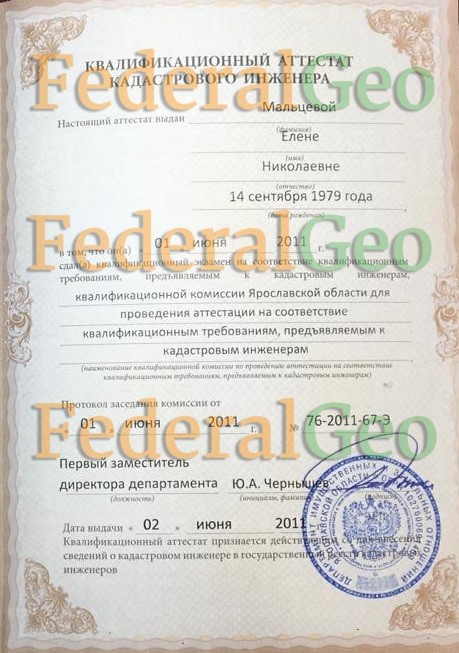 КВАЛИФИКАЦИОННЫЙ АТТЕСТАТ
КАДАСТРОВОГО ИНЖЕНЕРА
FederalGeo
Настоящий аттестат выдан Мальцевой
(фамилия)
Елене
(имя)
Николаевне
(отчество)
14 сентября 1979 года
(дата рождения)
FederalGeo
в том, что он(а) « 01 » июня 2011 г.
сдал(а) квалификационный экзамен на соответствие квалификационным
требованиям, предъявляемым к кадастровым инженерам,
квалификационной комиссии Ярославской области для
проведения аттестации на соответствие
квалификационным требованиям, предъявляемым к
кадастровым инженерам
(наименование квалификационной комиссии по проведению аттестации на соответствие
квалификационным требованиям, предъявляемым к кадастровым инженерам)
Протокол заседания комиссии от
FederalGeo
« 01 » июня 2011 г. № 76-2011-67-Э
Первый заместитель
директора департамента Ю.А. Чернышев
(должность) (инициалы, фамилия) (подпись)
Дата выдачи « 02 » июня 2011
Квалификационный аттестат признается действующим со дня внесения
сведений о кадастровом инженере в государственный реестр кадастровых
инженеров